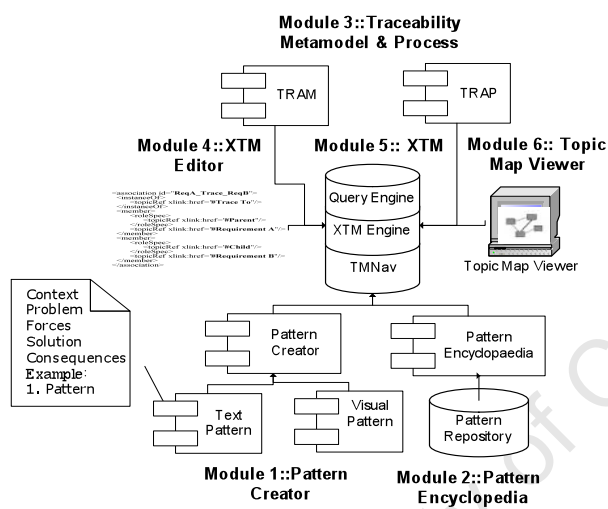 Module 3::Traceability
Metamodel & Process
TRAM
TRAP
Module 4::XTM
Editor
Module 5:: XTM
Module 6:: Topic
Map Viewer
<association id="ReqA_Trace_ReqB">
<instanceOf>
<topicRef xlink:href="#Trace To"/>
</instanceOf>
<member>
<roleSpec>
<topicRef xlink:href="#Parent"/>
</roleSpec>
<topicRef xlink:href="#Requirement A"/>
</member>
<member>
<roleSpec>
<topicRef xlink:href="#Child"/>
</roleSpec>
<topicRef xlink:href="#Requirement B"/>
</member>
</association>
Query Engine
XTM Engine
TMNav
Topic Map Viewer
Context
Problem
Forces
Solution
Consequences
Example:
1. Pattern
Pattern
Creator
Pattern
Encyclopaedia
Text
Pattern
Visual
Pattern
Pattern
Repository
Module 1::Pattern
Creator
Module 2::Pattern
Encyclopedia
of C